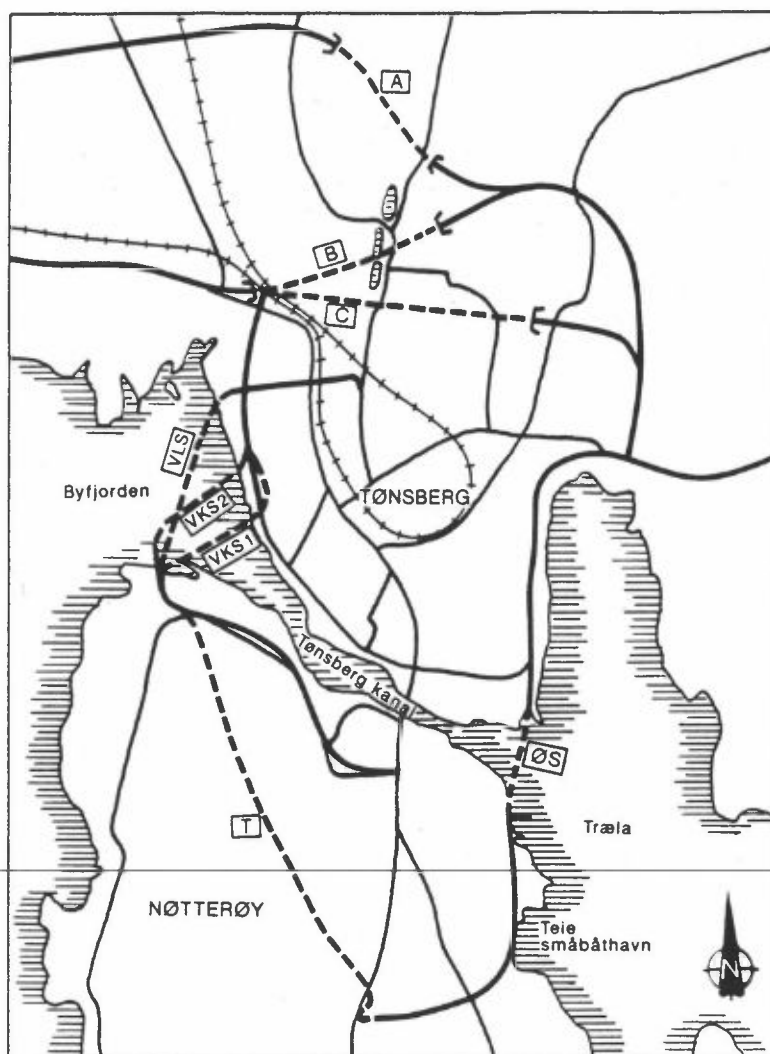 A
B
C
VLS
Byfjorden
VKS2
TØNSBERG
VKS1
Tønsberg kanal
ØS
T
Træla
NØTTERØY
Teie
småbåthavn
N